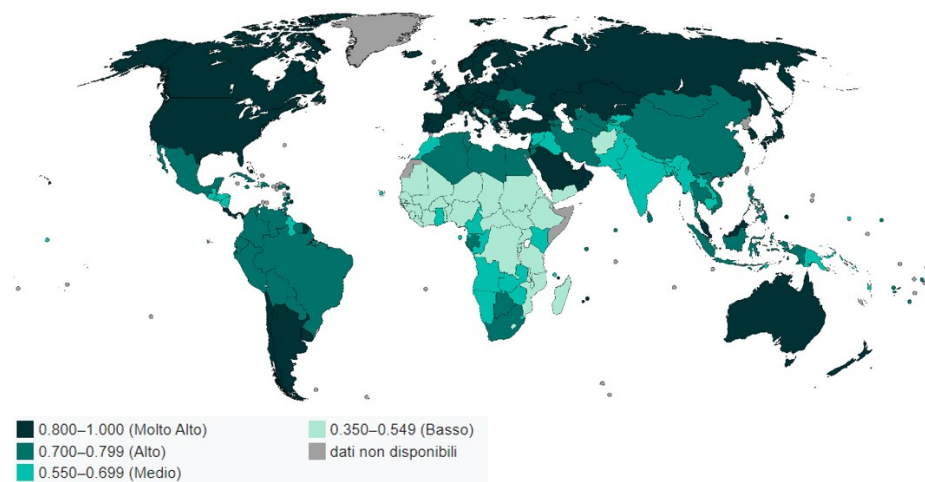 0.800–1.000 (Molto Alto)
0.700–0.799 (Alto)
0.550–0.699 (Medio)
0.350–0.549 (Basso)
dati non disponibili